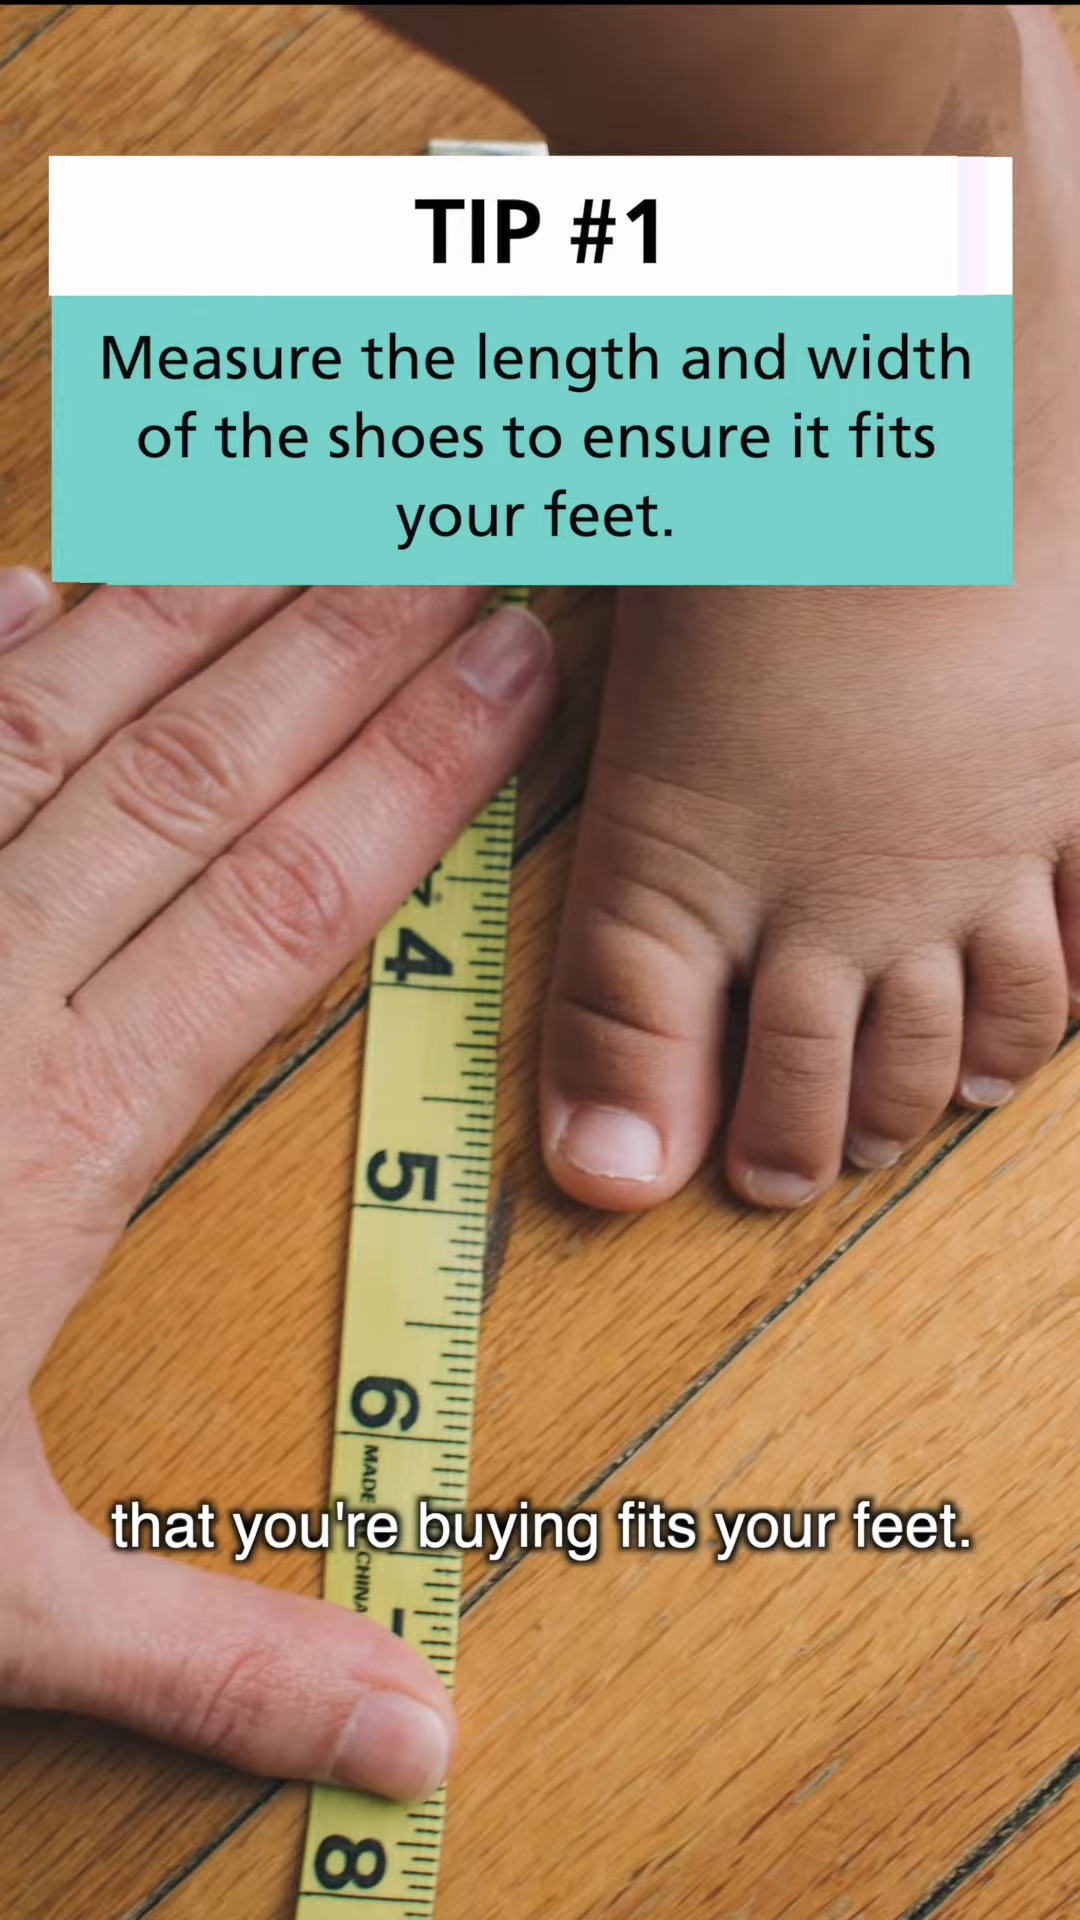 TIP #1
Measure the length and width
of the shoes to ensure it fits
your feet.
4
5
6
MADE
CHINA
that you're buying fits your feet.
8